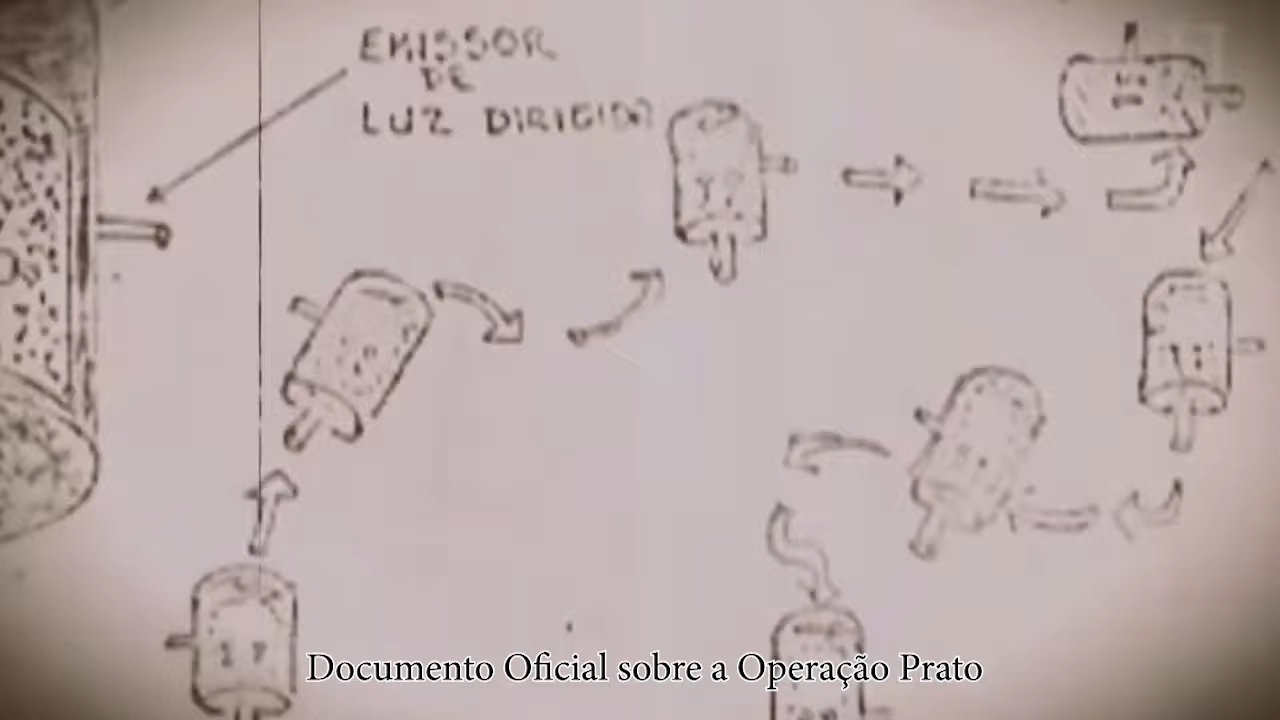 EMISSOR
DE
LUZ DIRIGIDA
Documento Oficial sobre a Operação Prato